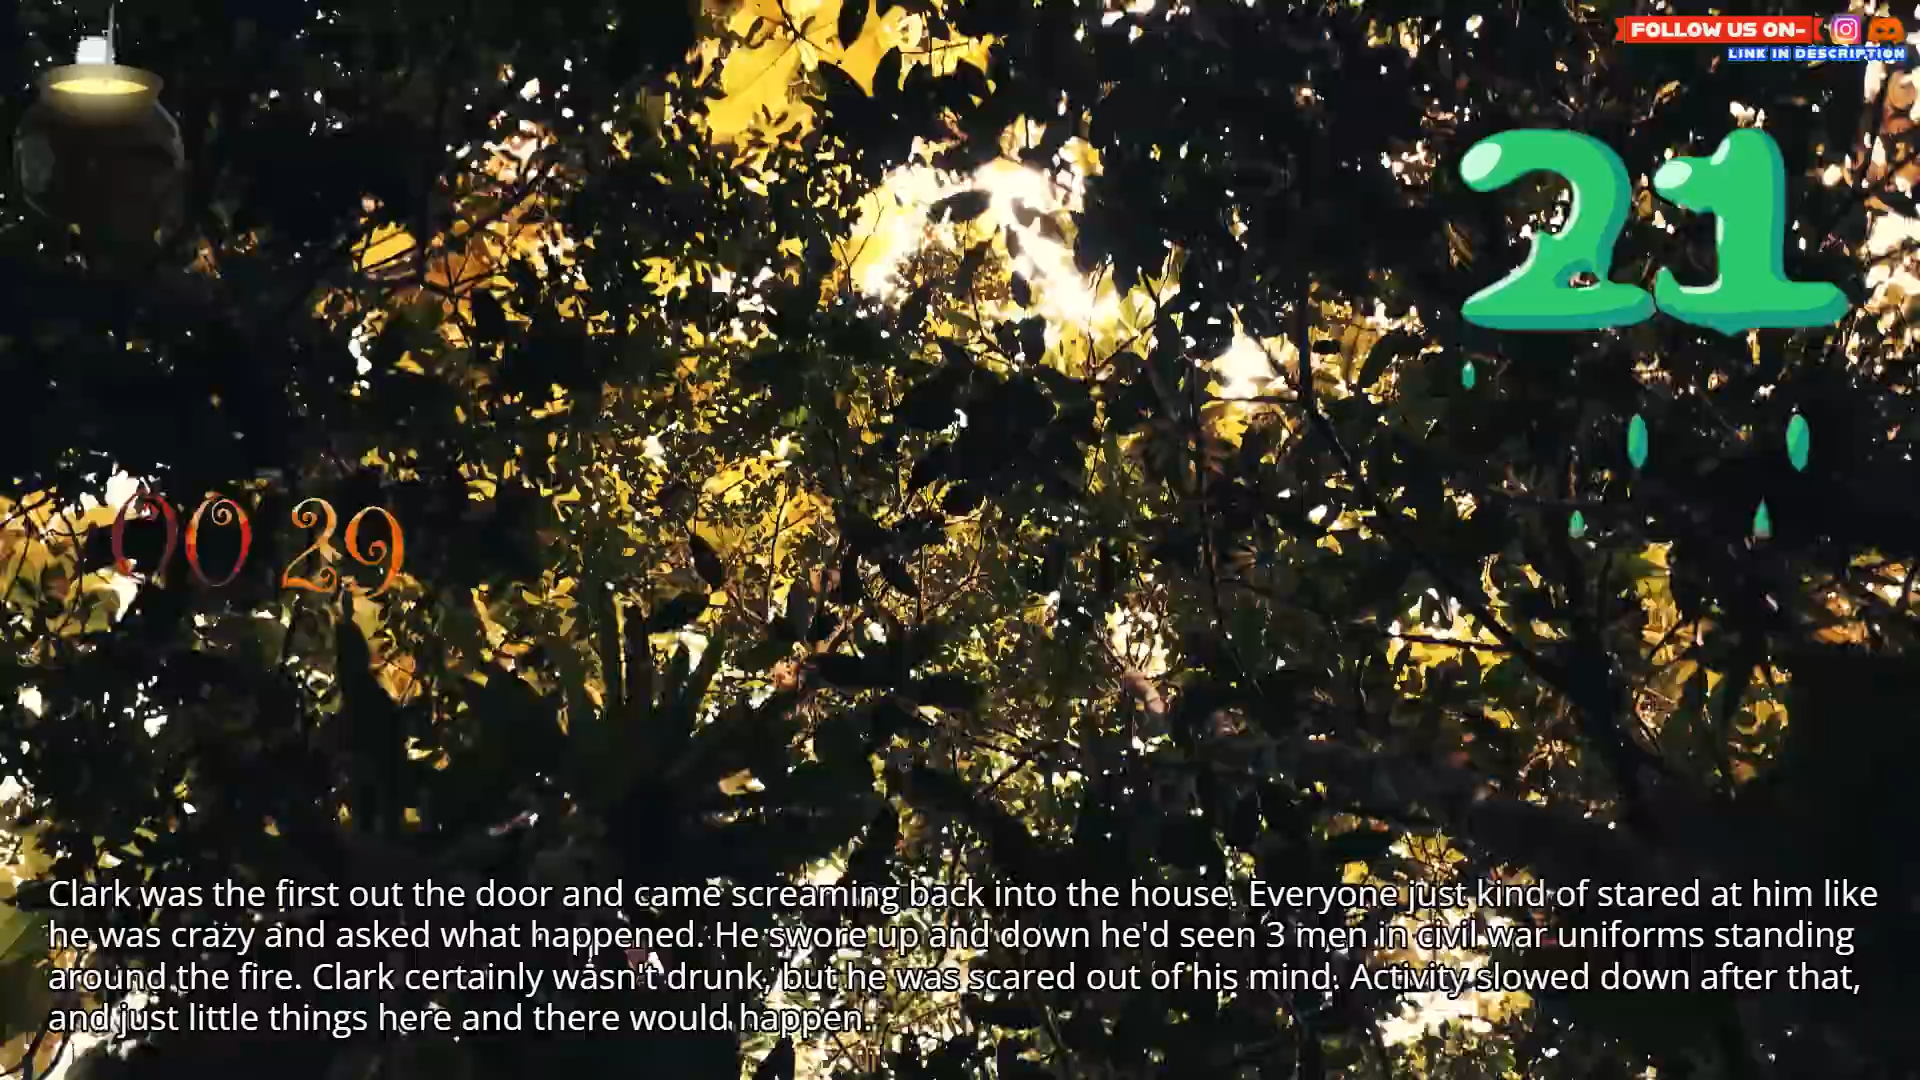 FOLLOW US ON-
LINK IN DESCRIPTION
21
00 29
Clark was the first out the door and came screaming back into the house. Everyone just kind of stared at him like
he was crazy and asked what happened. He swore up and down he'd seen 3 men in civil war uniforms standing
around the fire. Clark certainly wasn't drunk, but he was scared out of his mind. Activity slowed down after that,
and just little things here and there would happen.